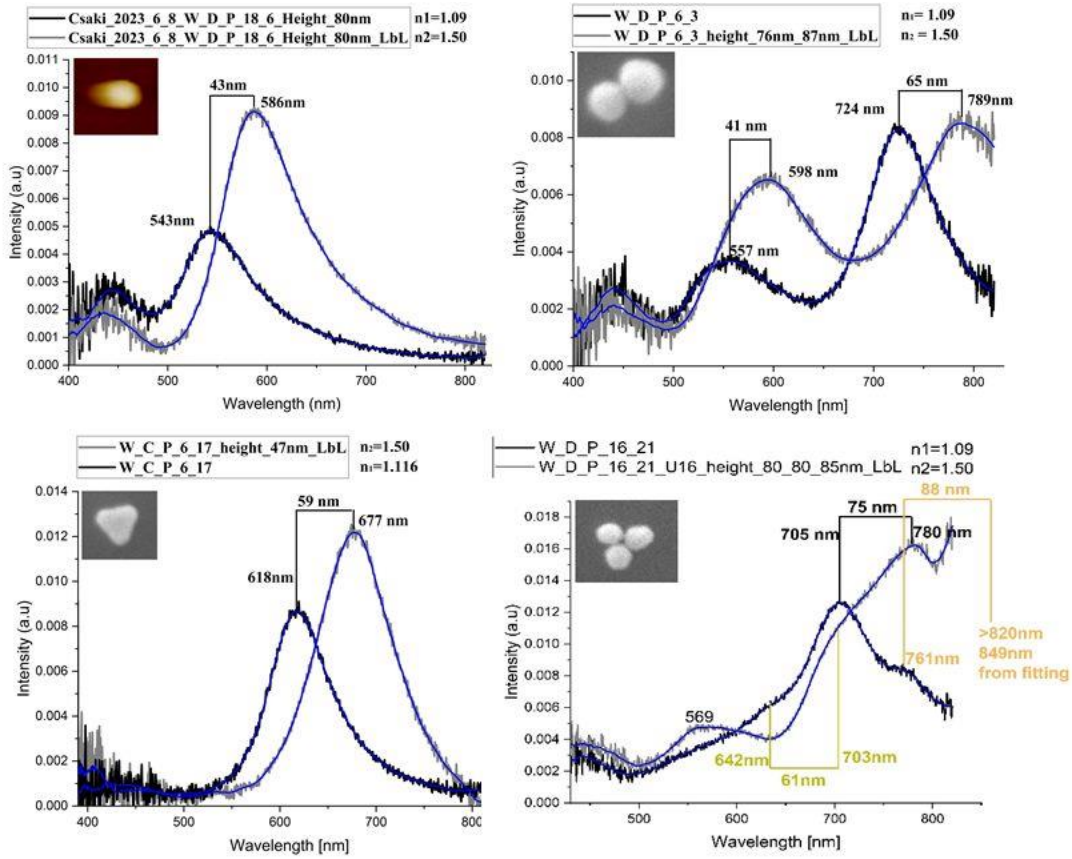 Csaki_2023_6_8_W_D_P_18_6_Height_80nm n1=1.09
Csaki_2023_6_8_W_D_P_18_6_Height_80nm_LbL n2=1.50
0.011
0.010
0.009
0.008
0.007
0.006
0.005
0.004
0.003
0.002
0.001
0.000
Intensity (a.u)
43nm
586nm
543nm
400 500 600 700 800
Wavelength (nm)
W_D_P_6_3 n₁= 1.09
W_D_P_6_3_height_76nm_87nm_LbL n₂ = 1.50
0.010
0.008
0.006
0.004
0.002
0.000
Intensity (a.u)
65 nm
724 nm
789nm
41 nm
598 nm
557 nm
400 500 600 700 800
Wavelength [nm]
W_C_P_6_17_height_47nm_LbL n₂=1.50
W_C_P_6_17 n₁=1.116
0.014
0.012
0.010
0.008
0.006
0.004
0.002
0.000
Intensity (a.u)
59 nm
677 nm
618nm
400 500 600 700 800
Wavelength [nm]
W_D_P_16_21 n1=1.09
W_D_P_16_21_U16_height_80_80_85nm_LbL n2=1.50
0.018
0.016
0.014
0.012
0.010
0.008
0.006
0.004
0.002
0.000
Intensity (a.u)
88 nm
75 nm
705 nm
780 nm
>820nm
849nm
from fitting
761nm
569
642nm
703nm
61nm
500 600 700 800
Wavelength [nm]